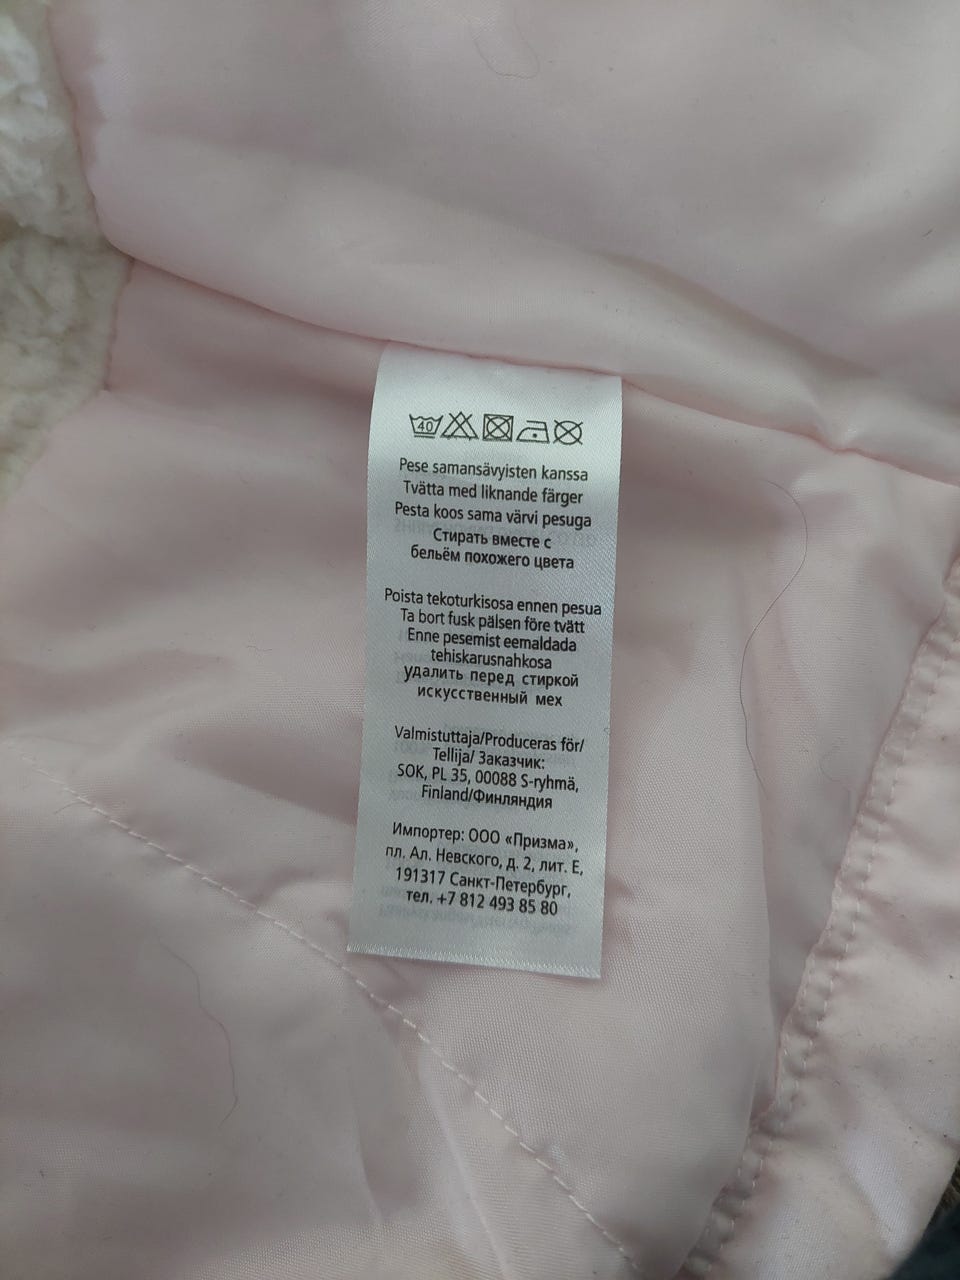 40
Pese samansävyisten kanssa
Tvätta med liknande färger
Pesta koos sama värvi pesuga
Стирать вместе с
бельём похожего цвета
Poista tekoturkisosa ennen pesua
Ta bort fusk pälsen före tvätt
Enne pesemist eemaldada
tehiskarusnahkosa
удалить перед стиркой
искусственный мех
Valmistuttaja/Produceras för/
Tellija/ Заказчик:
SOK, PL 35, 00088 S-ryhmä,
Finland/Финляндия
Импортер: ООО «Призма»,
пл. Ал. Невского, д. 2, лит. Е,
191317 Санкт-Петербург,
тел. +7 812 493 85 80